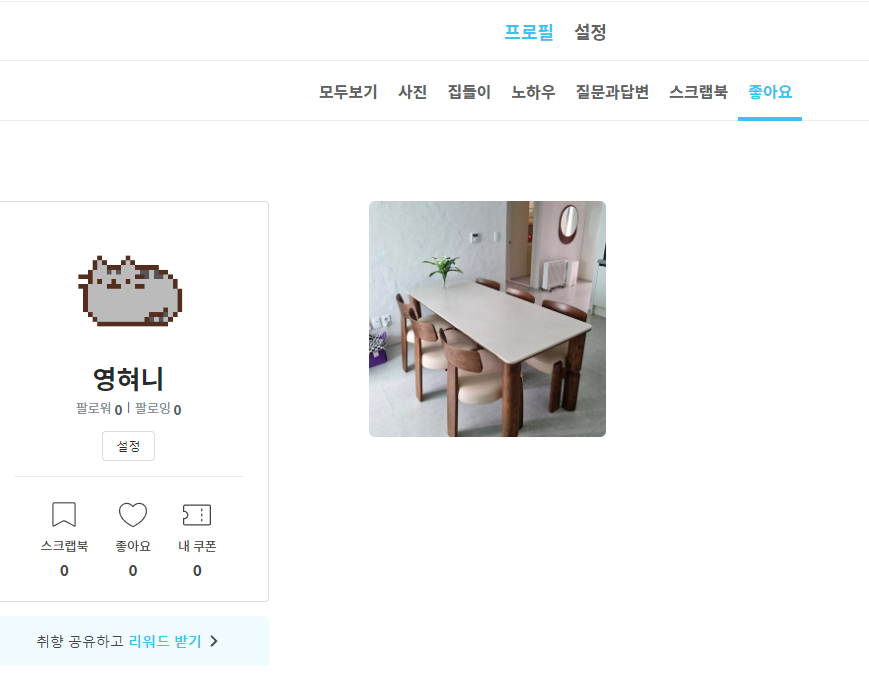 프로필 설정
모두보기 사진 집들이 노하우 질문과답변 스크랩북 좋아요
영혀니
팔로워 0 | 팔로잉 0
설정
스크랩북 좋아요 내 쿠폰
0 0 0
취향 공유하고 리워드 받기 >